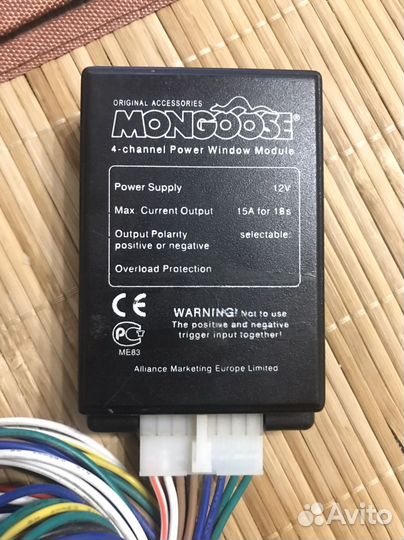 ORIGINAL ACCESSORIES
MONGOOSE®
4-channel Power Window Module
Power Supply 12V
Max. Current Output 15A for 18s
Output Polarity selectable:
positive or negative
Overload Protection
CE
WARNING! Not to use
The positive and negative
trigger input together!
РС
ME83
Alliance Marketing Europe Limited
Avito